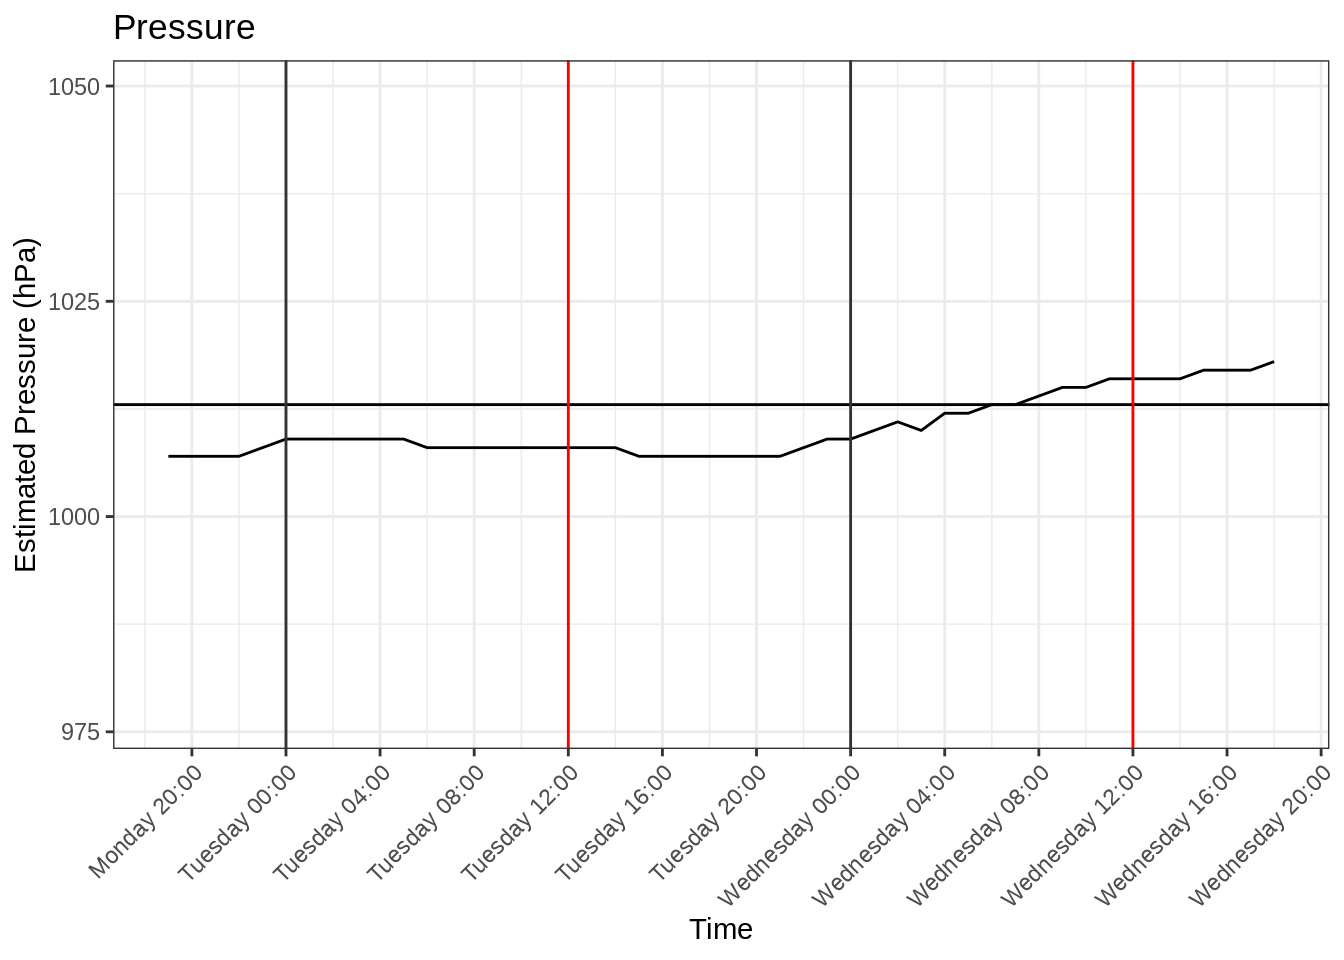 Pressure
Estimated Pressure (hPa)
1050
1025
1000
975
Monday 20:00
Tuesday 00:00
Tuesday 04:00
Tuesday 08:00
Tuesday 12:00
Tuesday 16:00
Tuesday 20:00
Wednesday 00:00
Wednesday 04:00
Wednesday 08:00
Wednesday 12:00
Wednesday 16:00
Wednesday 20:00
Time